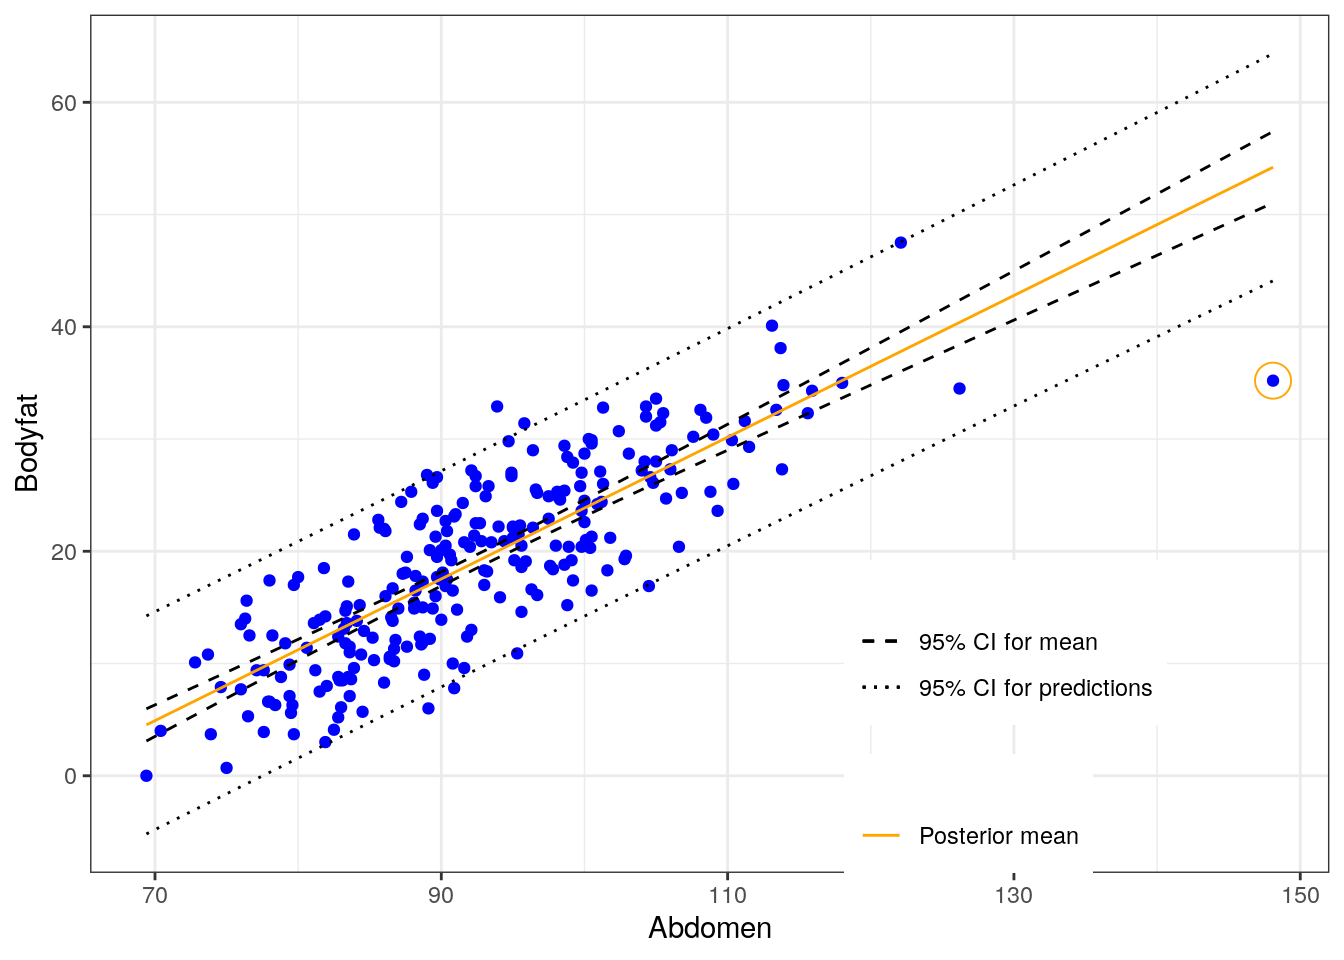 Bodyfat
60
40
20
0
95% CI for mean
95% CI for predictions
Posterior mean
70 90 110 130 150
Abdomen